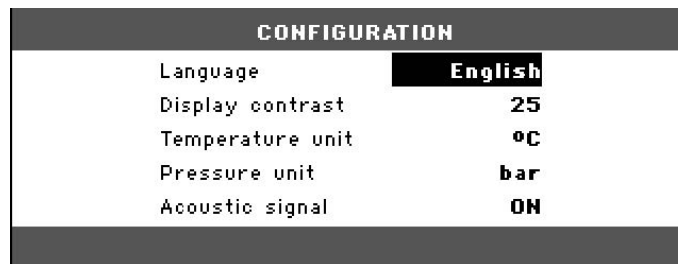 CONFIGURATION
Language English
Display contrast 25
Temperature unit ºC
Pressure unit bar
Acoustic signal ON